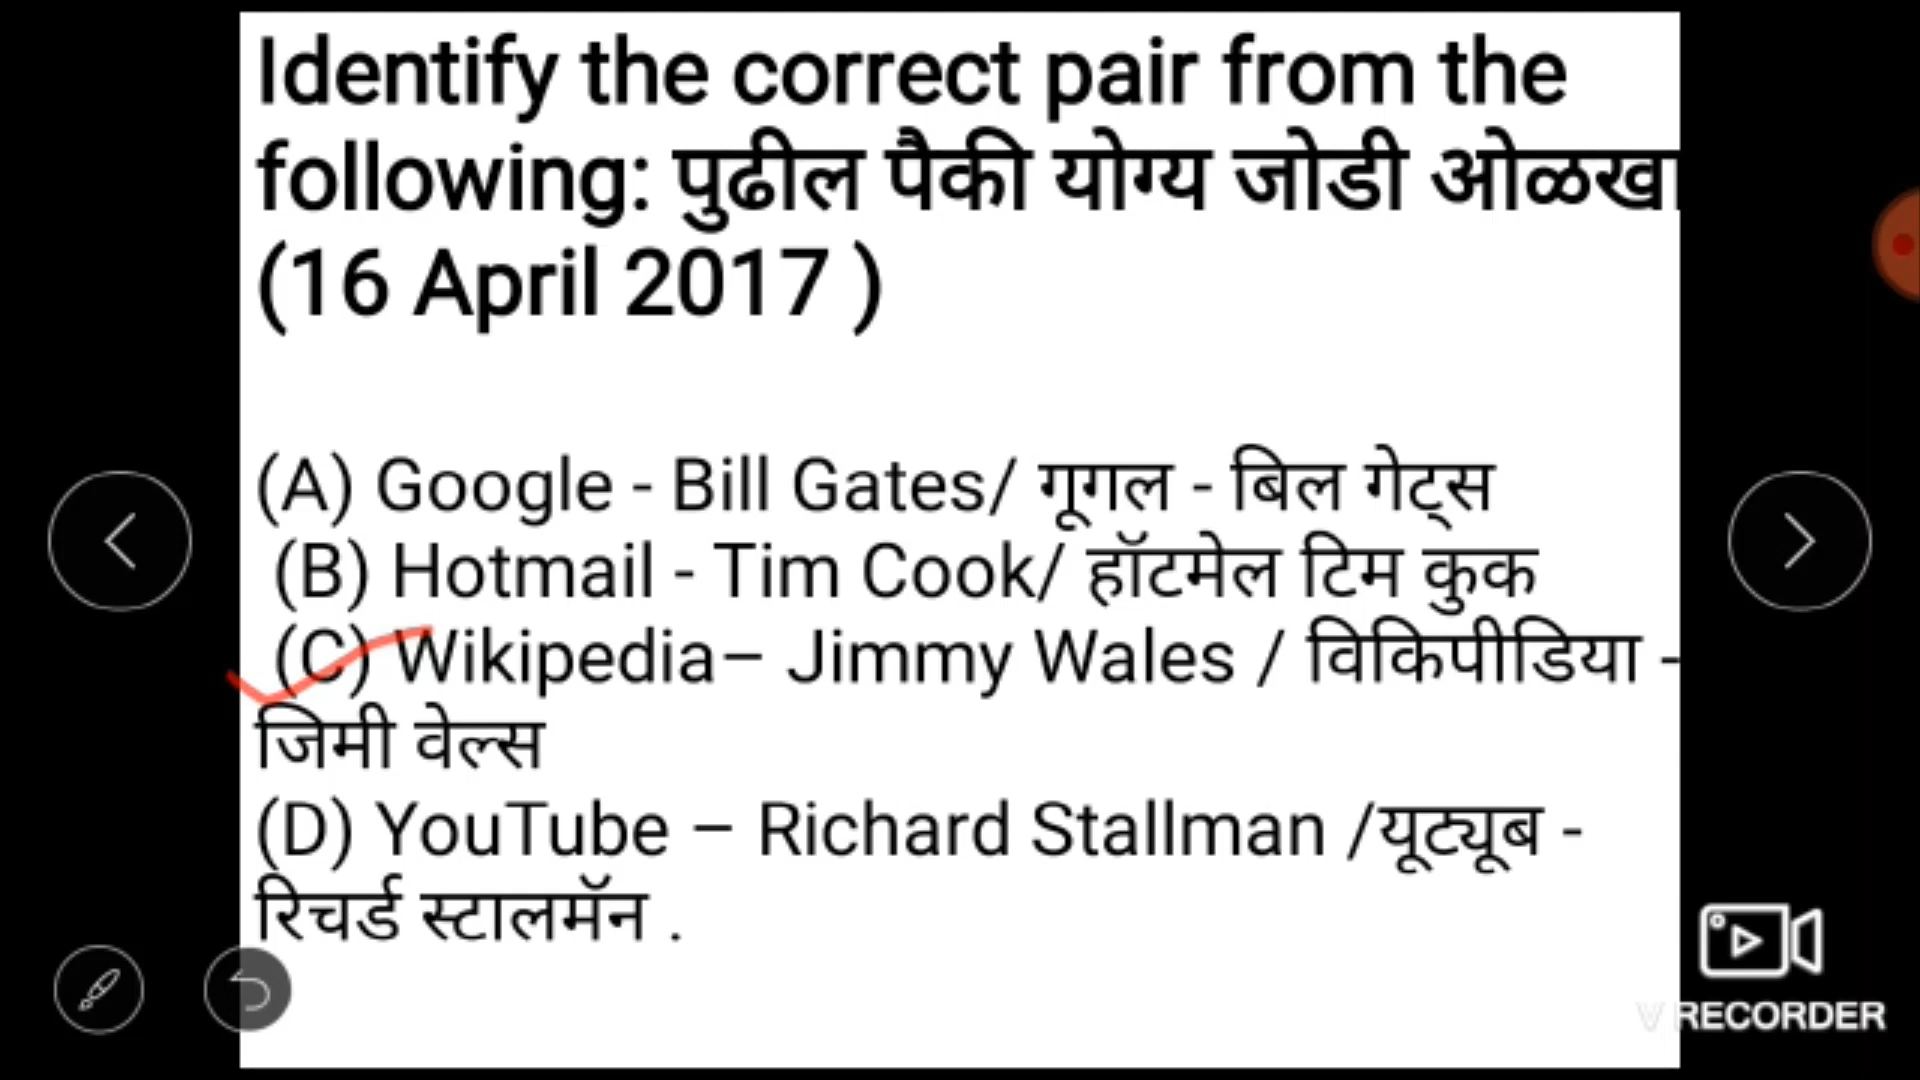 Identify the correct pair from the
following: पुढील पैकी योग्य जोडी ओळखा
(16 April 2017 )
(A) Google - Bill Gates/ गूगल - बिल गेट्स
(B) Hotmail - Tim Cook/ हॉटमेल टिम कुक
(C) Wikipedia– Jimmy Wales / विकिपीडिया -
जिमी वेल्स
(D) YouTube – Richard Stallman /यूट्यूब -
रिचर्ड स्टालमॅन .
V RECORDER